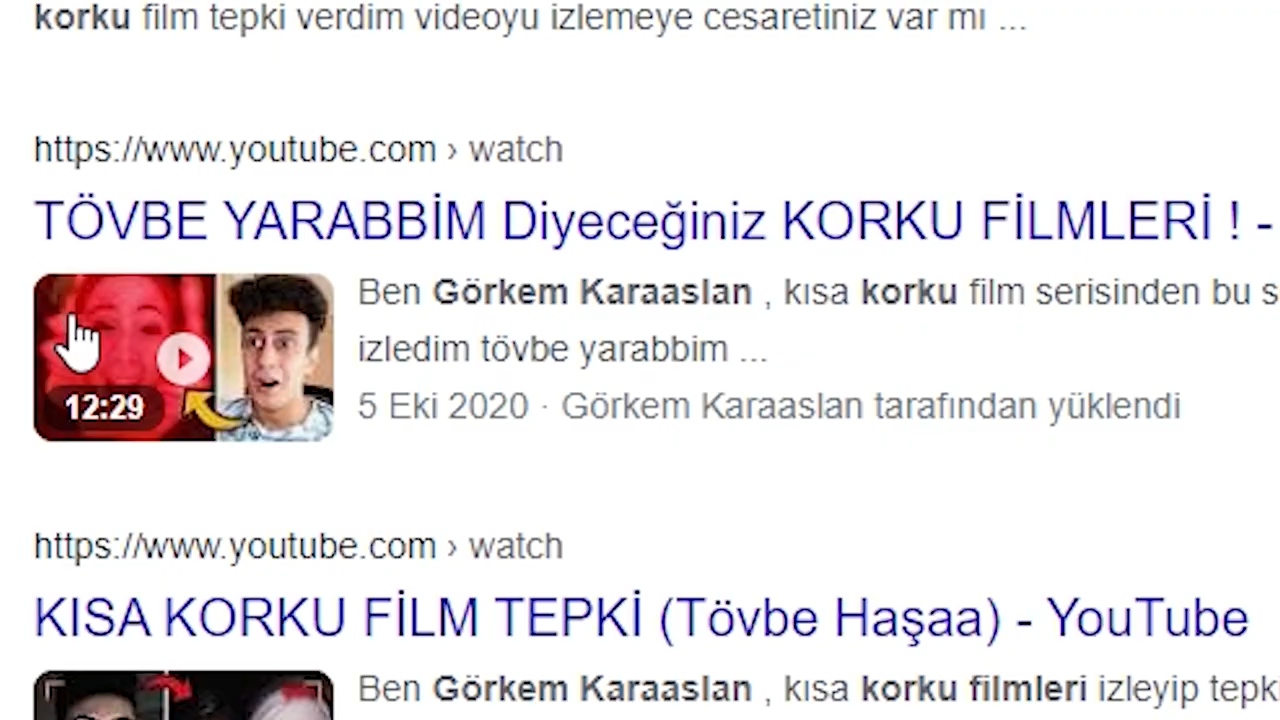 korku film tepki verdim videoyu izlemeye cesaretiniz var mı ...
https://www.youtube.com › watch
TÖVBE YARABBİM Diyeceğiniz KORKU FİLMLERİ ! -
Ben Görkem Karaaslan , kısa korku film serisinden bu s
izledim tövbe yarabbim ...
12:29
5 Eki 2020 · Görkem Karaaslan tarafından yüklendi
https://www.youtube.com › watch
KISA KORKU FİLM TEPKİ (Tövbe Haşaa) - YouTube
Ben Görkem Karaaslan , kısa korku filmleri izleyip tepki